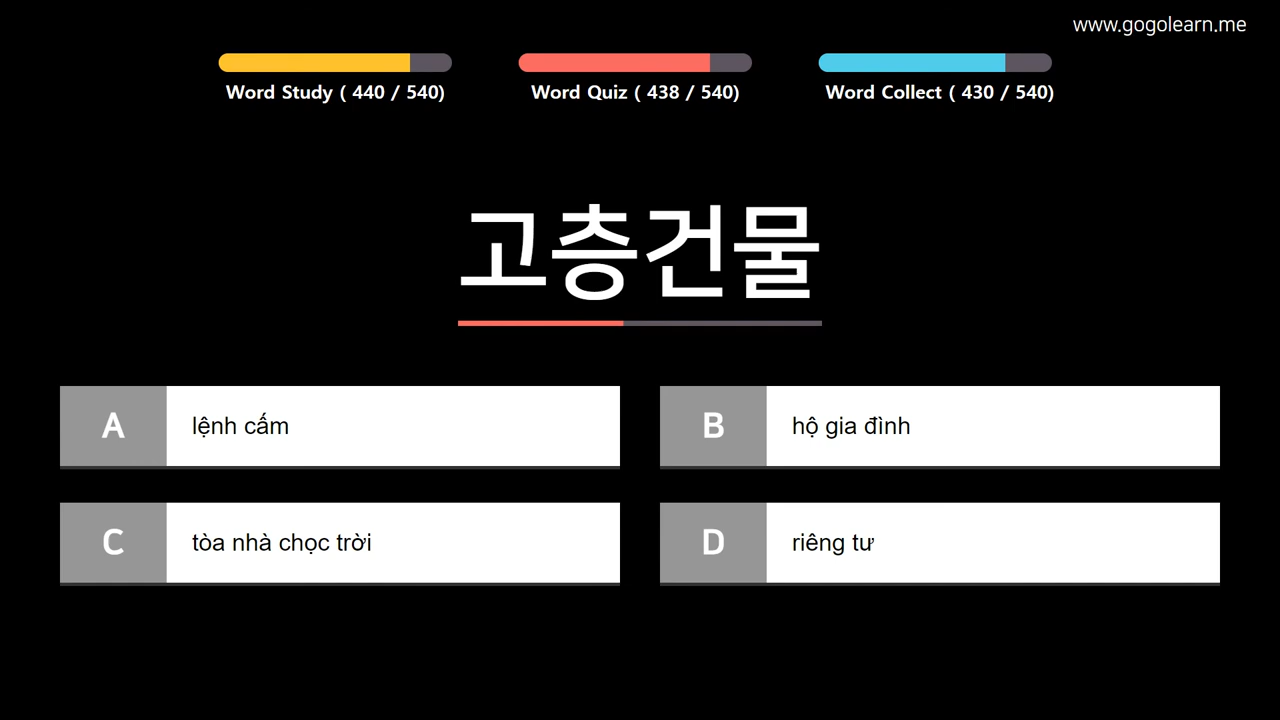 www.gogolearn.me
Word Study ( 440 / 540)
Word Quiz ( 438 / 540)
Word Collect ( 430 / 540)
고층건물
A lệnh cấm
B hộ gia đình
C tòa nhà chọc trời
D riêng tư